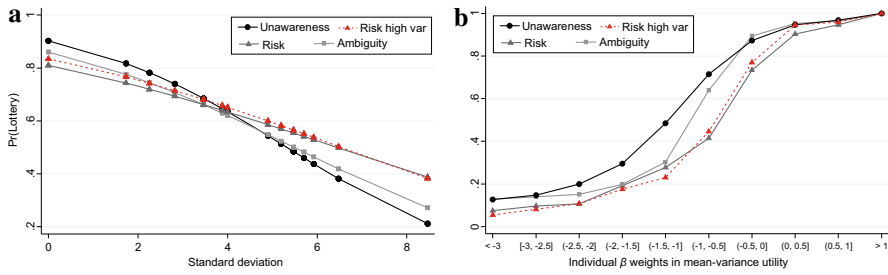 a
Unawareness
Risk high var
Risk
Ambiguity
Pr(Lottery)
1
.8
.6
.4
.2
0
2
4
6
8
Standard deviation
b
Unawareness
Risk high var
Risk
Ambiguity
1
.8
.6
.4
.2
0
< -3
[-3, -2.5]
(-2.5, -2]
(-2, -1.5]
(-1.5, -1]
(-1, -0.5]
(-0.5, 0]
(0, 0.5]
(0.5, 1]
> 1
Individual β weights in mean-variance utility